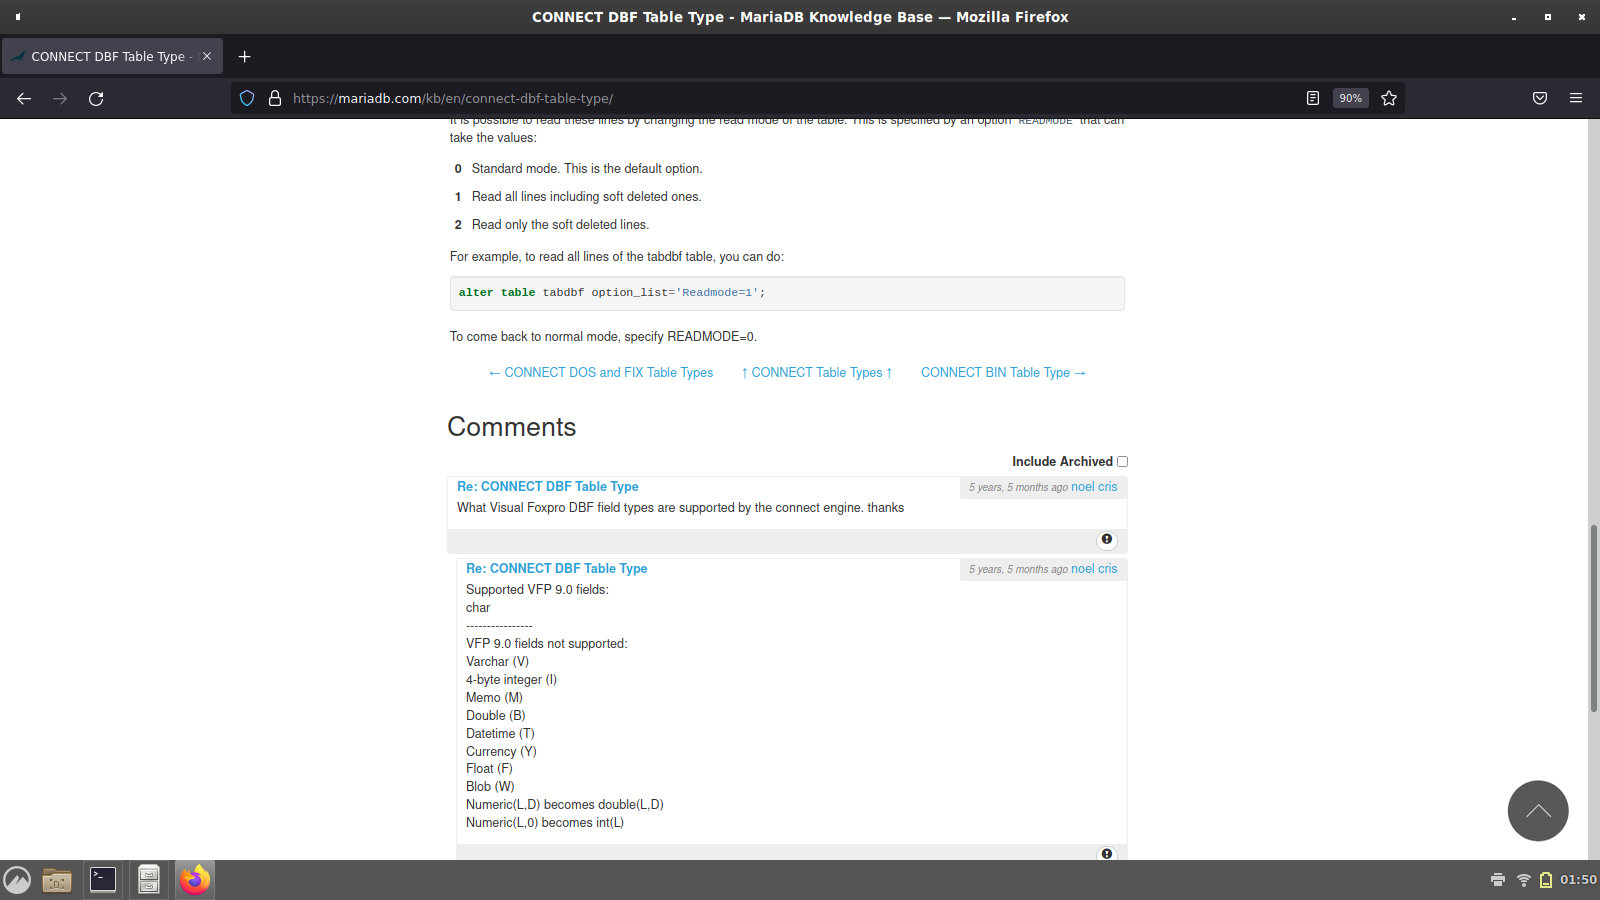 CONNECT DBF Table Type - MariaDB Knowledge Base — Mozilla Firefox
CONNECT DBF Table Type -
https://mariadb.com/kb/en/connect-dbf-table-type/
90%
It is possible to read these lines by changing the read mode of the table. This is specified by an option READMODE that can
take the values:
0 Standard mode. This is the default option.
1 Read all lines including soft deleted ones.
2 Read only the soft deleted lines.
For example, to read all lines of the tabdbf table, you can do:
alter table tabdbf option_list='Readmode=1';
To come back to normal mode, specify READMODE=0.
← CONNECT DOS and FIX Table Types ↑ CONNECT Table Types ↑ CONNECT BIN Table Type →
Comments
Include Archived
Re: CONNECT DBF Table Type 5 years, 5 months ago noel cris
What Visual Foxpro DBF field types are supported by the connect engine. thanks
Re: CONNECT DBF Table Type 5 years, 5 months ago noel cris
Supported VFP 9.0 fields:
char
----------------
VFP 9.0 fields not supported:
Varchar (V)
4-byte integer (I)
Memo (M)
Double (B)
Datetime (T)
Currency (Y)
Float (F)
Blob (W)
Numeric(L,D) becomes double(L,D)
Numeric(L,0) becomes int(L)
01:50